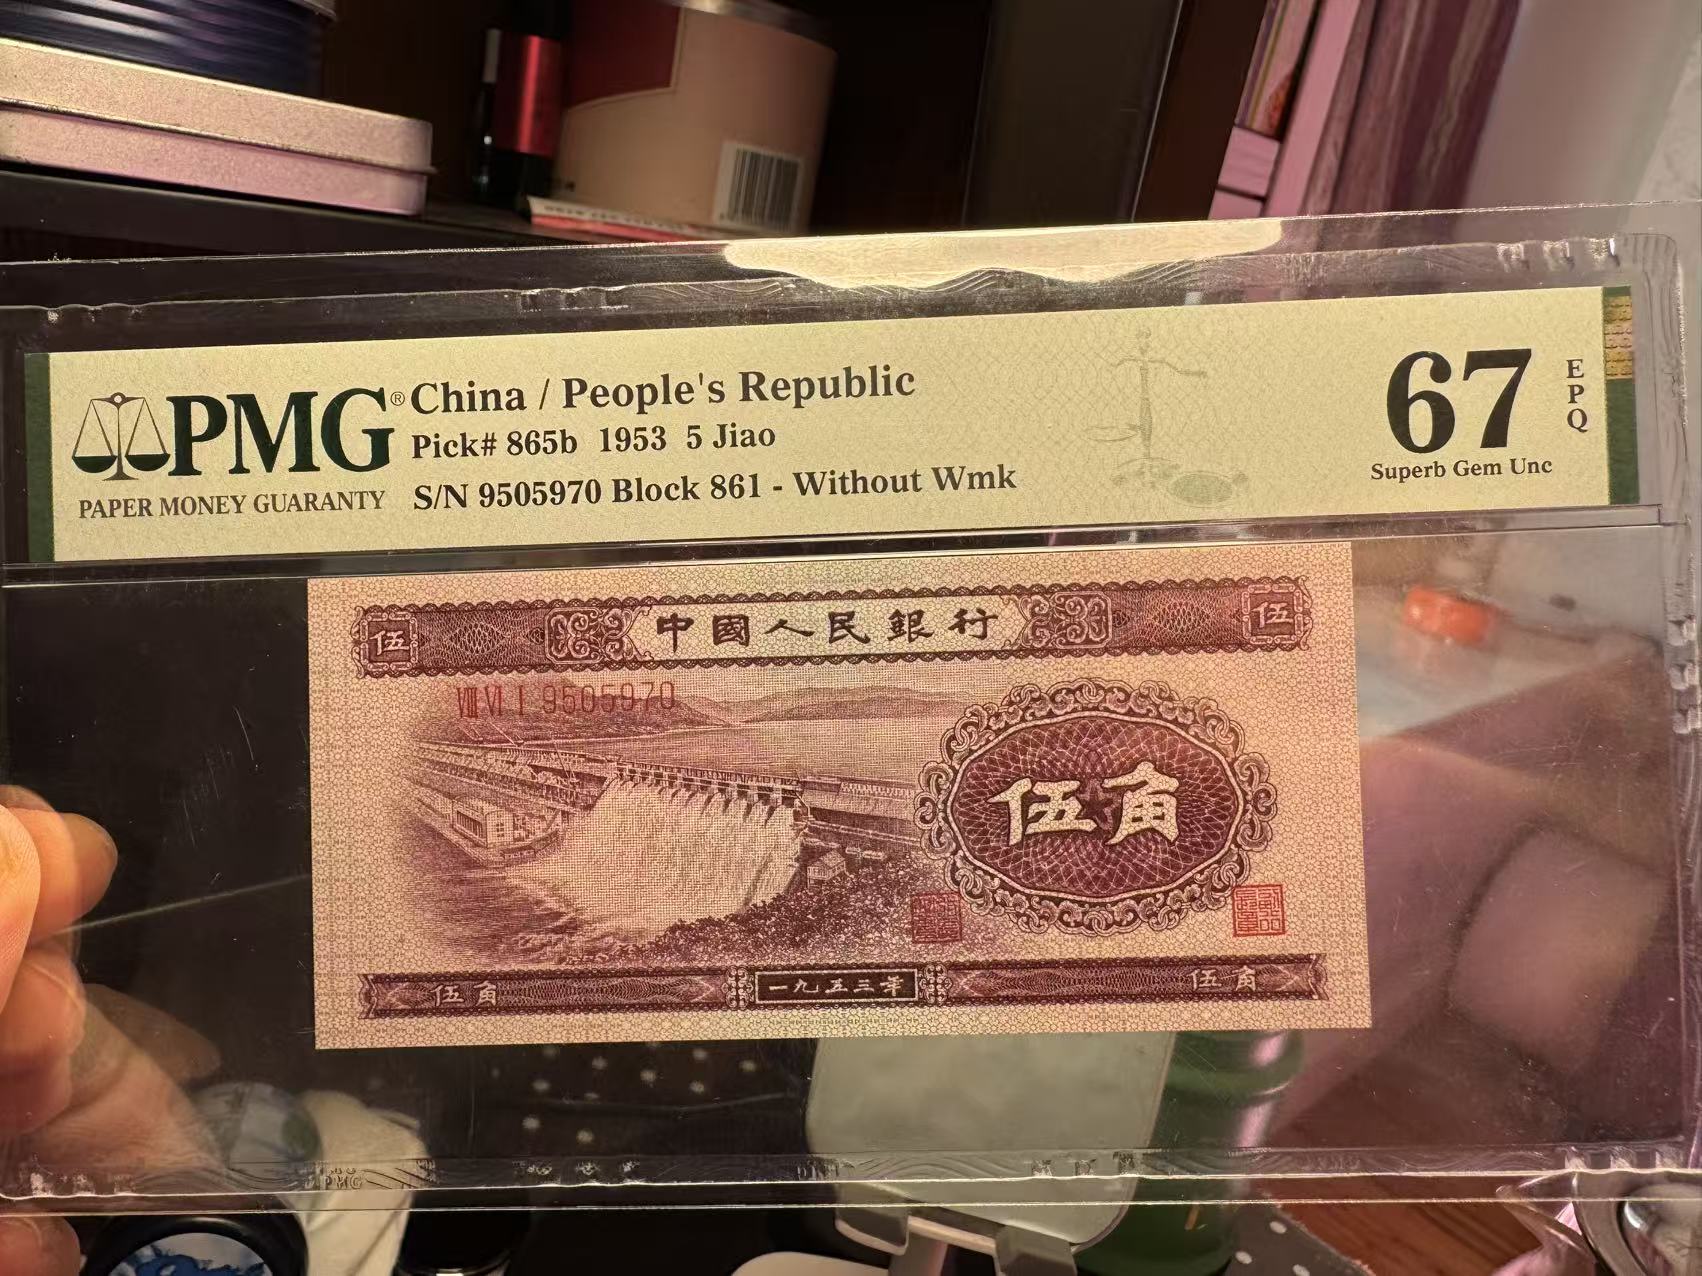 PMG® China / People's Republic
Pick# 865b 1953 5 Jiao
PAPER MONEY GUARANTY S/N 9505970 Block 861 - Without Wmk
67 EPQ
Superb Gem Unc
伍 中國人民銀行 伍
VIII VI I 9505970
伍角
伍角 一九五三年 伍角
PMG